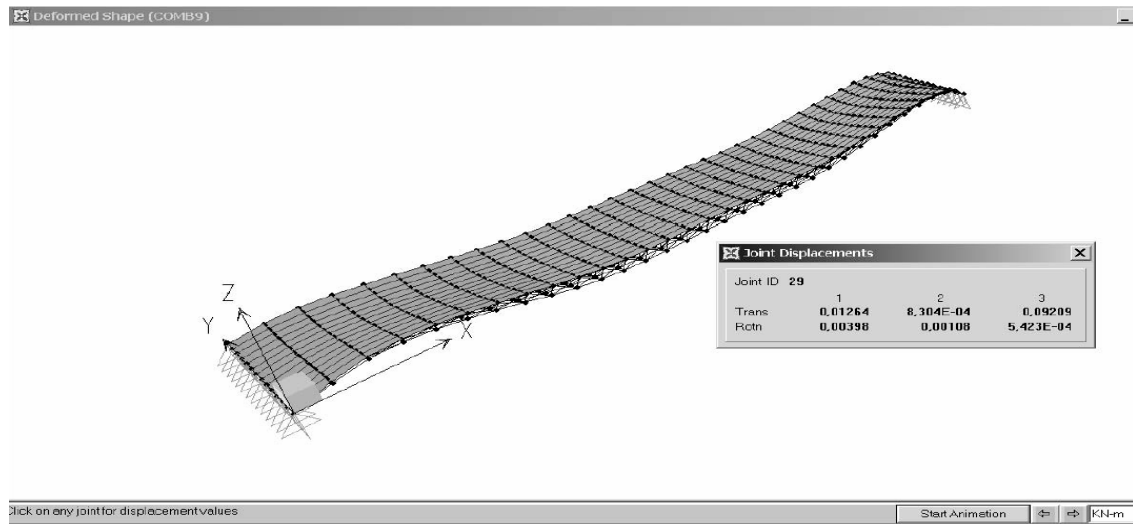 Deformed Shape (COMB9)
Z
Y
X
Joint Displacements
Joint ID 29
1 2 3
Trans 0,01264 8,304E-04 0,09209
Rotn 0,00398 0,00108 5,423E-04
Click on any joint for displacement values
Start Animation
KN-m